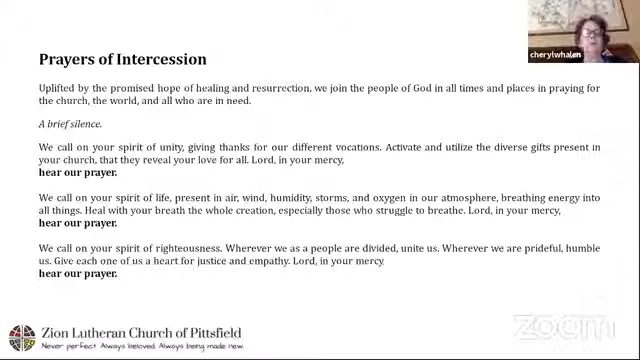 cherylwhalen
Prayers of Intercession
Uplifted by the promised hope of healing and resurrection, we join the people of God in all times and places in praying for
the church, the world, and all who are in need.
A brief silence.
We call on your spirit of unity, giving thanks for our different vocations. Activate and utilize the diverse gifts present in
your church, that they reveal your love for all. Lord, in your mercy,
hear our prayer.
We call on your spirit of life, present in air, wind, humidity, storms, and oxygen in our atmosphere, breathing energy into
all things. Heal with your breath the whole creation, especially those who struggle to breathe. Lord, in your mercy,
hear our prayer.
We call on your spirit of righteousness. Wherever we as a people are divided, unite us. Wherever we are prideful, humble
us. Give each one of us a heart for justice and empathy. Lord, in your mercy
hear our prayer.
Zion Lutheran Church of Pittsfield
Never perfect. Always beloved. Always being made new.
zoom